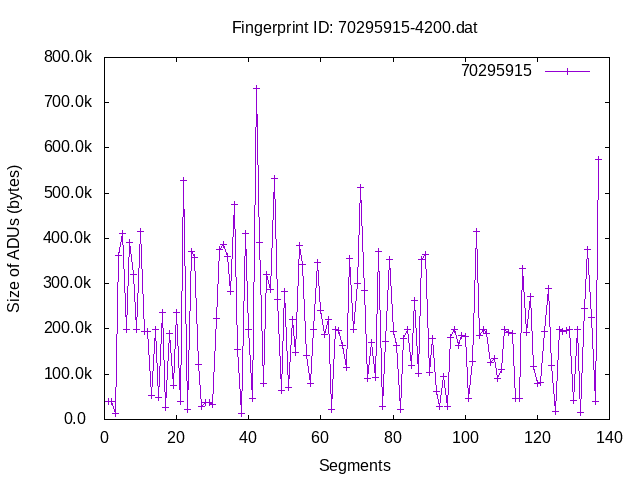 Fingerprint ID: 70295915-4200.dat
70295915
Size of ADUs (bytes)
800.0k
700.0k
600.0k
500.0k
400.0k
300.0k
200.0k
100.0k
0.0
0 20 40 60 80 100 120 140
Segments